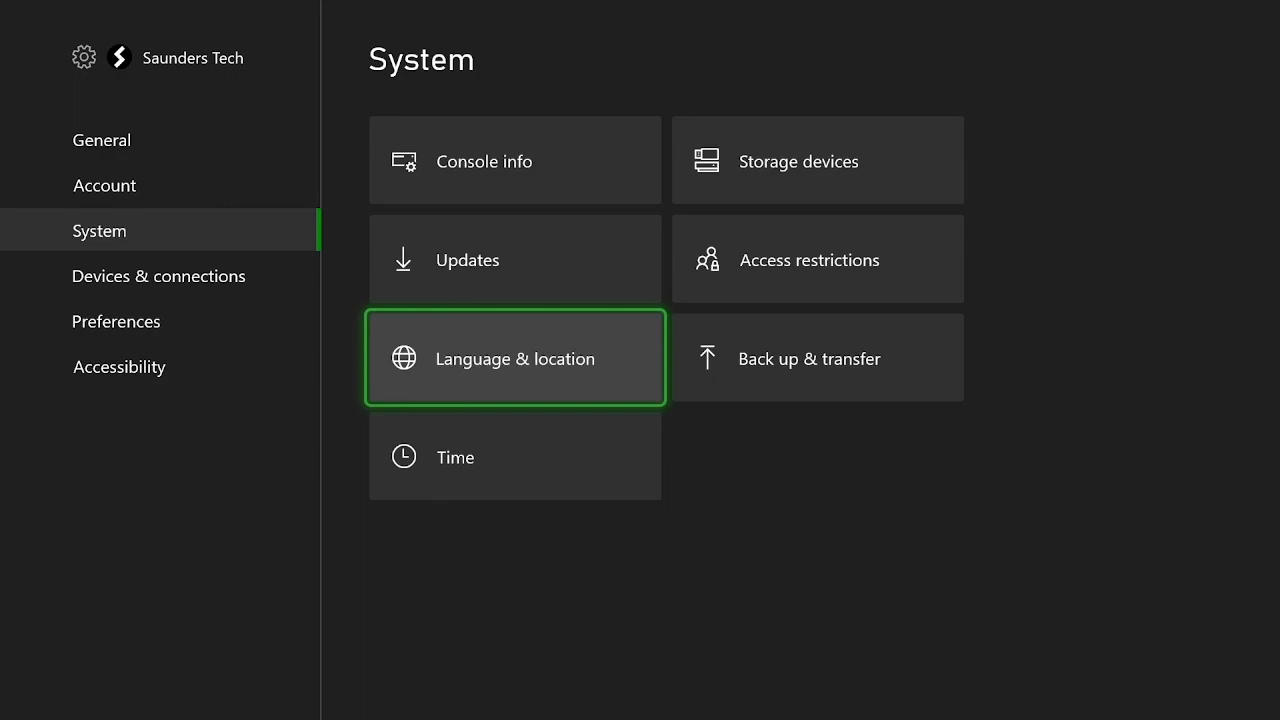 Saunders Tech
General
Account
System
Devices & connections
Preferences
Accessibility
System
Console info
Storage devices
Updates
Access restrictions
Language & location
Back up & transfer
Time